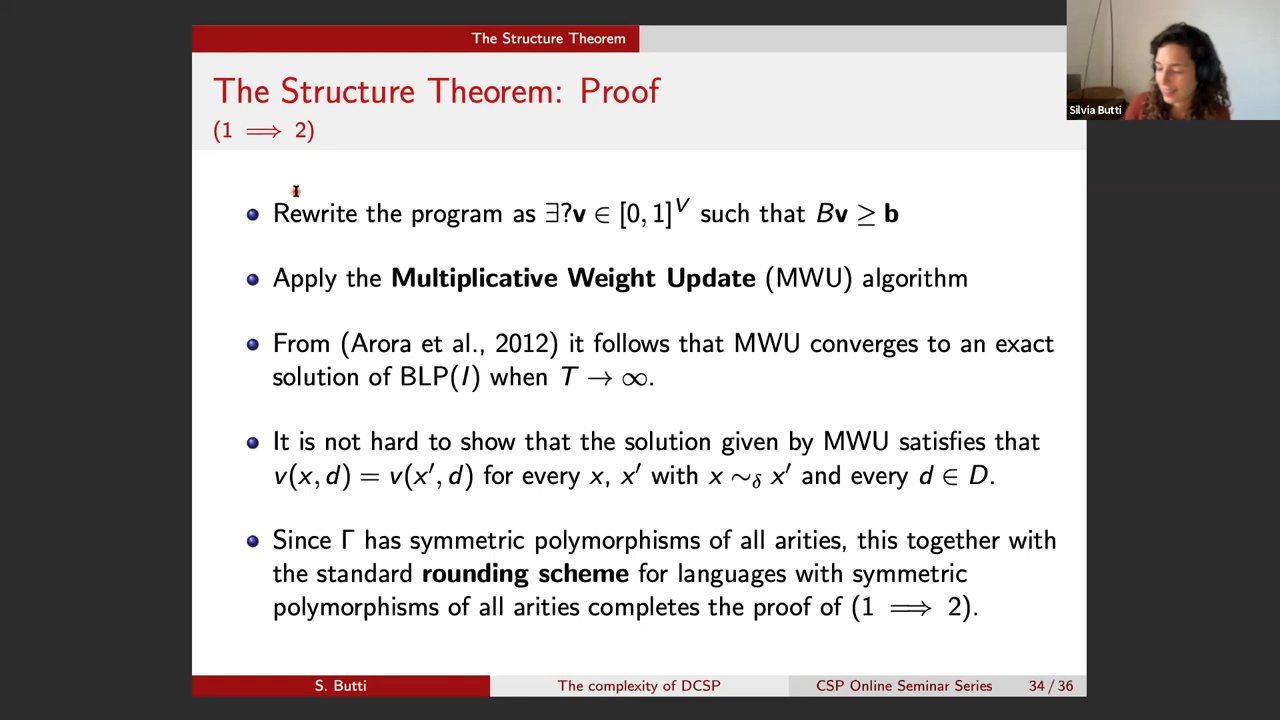 The Structure Theorem
The Structure Theorem: Proof
(1 ⟹ 2)
Silvia Butti
Rewrite the program as ∃?v ∈ [0, 1]^V such that Bv ≥ b
Apply the Multiplicative Weight Update (MWU) algorithm
From (Arora et al., 2012) it follows that MWU converges to an exact
solution of BLP(I) when T → ∞.
It is not hard to show that the solution given by MWU satisfies that
v(x, d) = v(x′, d) for every x, x′ with x ∼_δ x′ and every d ∈ D.
Since Γ has symmetric polymorphisms of all arities, this together with
the standard rounding scheme for languages with symmetric
polymorphisms of all arities completes the proof of (1 ⟹ 2).
S. Butti The complexity of DCSP CSP Online Seminar Series 34 / 36